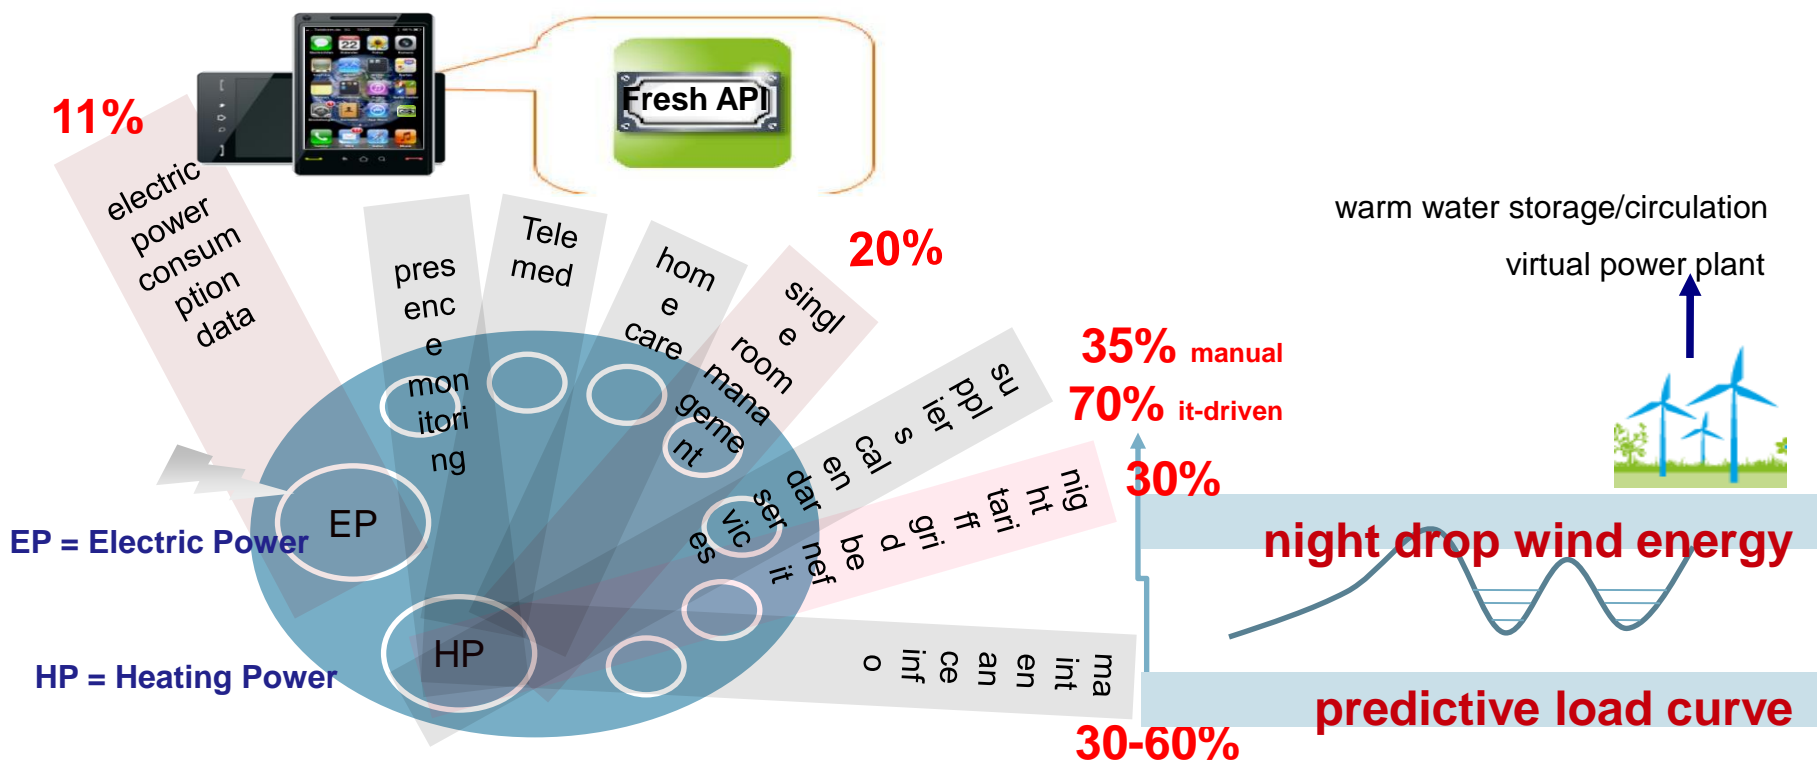 Fresh API
11%
electric
power
consum
ption
data
pres
enc
e
mon
itori
ng
Tele
med
hom
e
care
20%
singl
e
room
mana
geme
nt
su
ppl
ier
s
cal
en
dar
ser
vic
es
nig
ht
tari
ff
gri
d
be
nef
it
ma
int
en
an
ce
inf
o
35% manual
70% it-driven
30%
30-60%
warm water storage/circulation
virtual power plant
night drop wind energy
predictive load curve
EP
HP
EP = Electric Power
HP = Heating Power
22